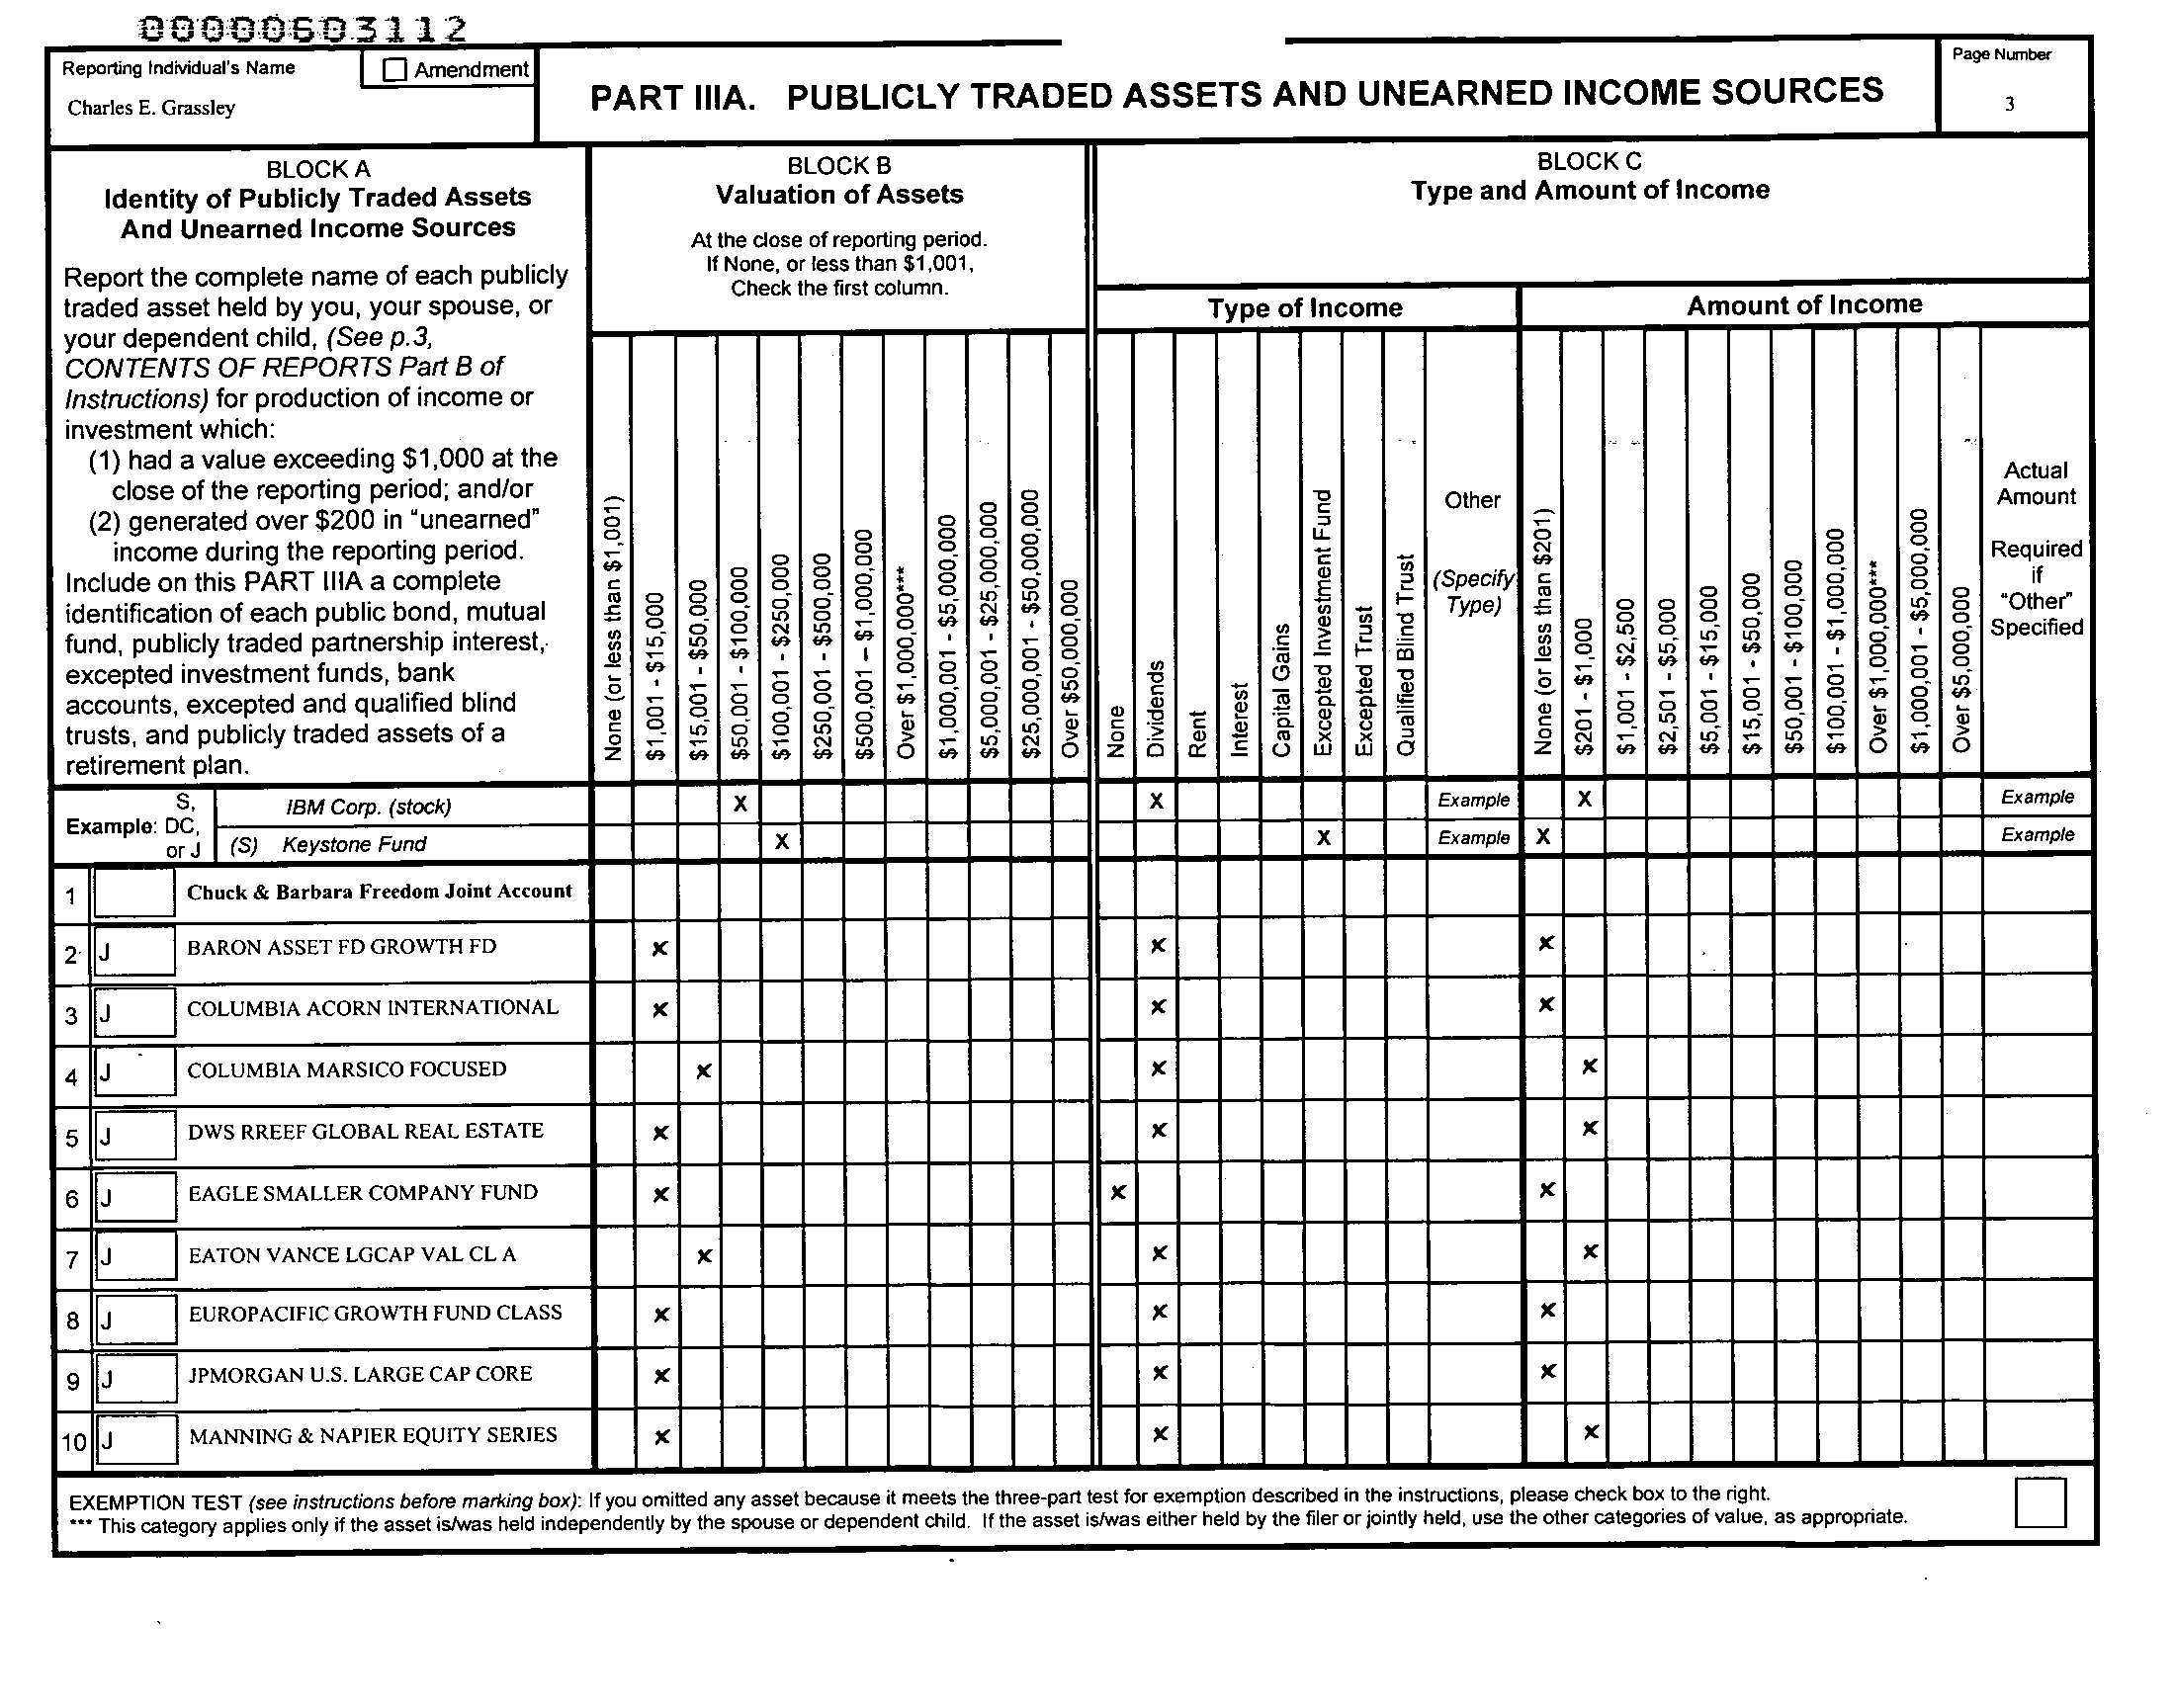 00000603112
Reporting Individual's Name
Amendment
Charles E. Grassley
PART IIIA. PUBLICLY TRADED ASSETS AND UNEARNED INCOME SOURCES
Page Number
3
BLOCK A
Identity of Publicly Traded Assets
And Unearned Income Sources
Report the complete name of each publicly
traded asset held by you, your spouse, or
your dependent child, (See p.3,
CONTENTS OF REPORTS Part B of
Instructions) for production of income or
investment which:
(1) had a value exceeding $1,000 at the
close of the reporting period; and/or
(2) generated over $200 in "unearned"
income during the reporting period.
Include on this PART IIIA a complete
identification of each public bond, mutual
fund, publicly traded partnership interest,
excepted investment funds, bank
accounts, excepted and qualified blind
trusts, and publicly traded assets of a
retirement plan.
BLOCK B
Valuation of Assets
At the close of reporting period.
If None, or less than $1,001,
Check the first column.
None (or less than $1,001)
$1,001 - $15,000
$15,001 - $50,000
$50,001 - $100,000
$100,001 - $250,000
$250,001 - $500,000
$500,001 – $1,000,000
Over $1,000,000***
$1,000,001 - $5,000,000
$5,000,001 - $25,000,000
$25,000,001 - $50,000,000
Over $50,000,000
BLOCK C
Type and Amount of Income
Type of Income
None
Dividends
Rent
Interest
Capital Gains
Excepted Investment Fund
Excepted Trust
Qualified Blind Trust
Other
(Specify
Type)
Amount of Income
None (or less than $201)
$201 - $1,000
$1,001 - $2,500
$2,501 - $5,000
$5,001 - $15,000
$15,001 - $50,000
$50,001 - $100,000
$100,001 - $1,000,000
Over $1,000,000***
$1,000,001 - $5,000,000
Over $5,000,000
Actual
Amount
Required
if
"Other"
Specified
Example: S, DC, or J
IBM Corp. (stock) X X Example X Example
(S) Keystone Fund X X Example X Example
1 Chuck & Barbara Freedom Joint Account
2 J BARON ASSET FD GROWTH FD x x x
3 J COLUMBIA ACORN INTERNATIONAL x x x
4 J COLUMBIA MARSICO FOCUSED x x x
5 J DWS RREEF GLOBAL REAL ESTATE x x x
6 J EAGLE SMALLER COMPANY FUND x x x
7 J EATON VANCE LGCAP VAL CL A x x x
8 J EUROPACIFIC GROWTH FUND CLASS x x x
9 J JPMORGAN U.S. LARGE CAP CORE x x x
10 J MANNING & NAPIER EQUITY SERIES x x x
EXEMPTION TEST (see instructions before marking box): If you omitted any asset because it meets the three-part test for exemption described in the instructions, please check box to the right.
*** This category applies only if the asset is/was held independently by the spouse or dependent child. If the asset is/was either held by the filer or jointly held, use the other categories of value, as appropriate.